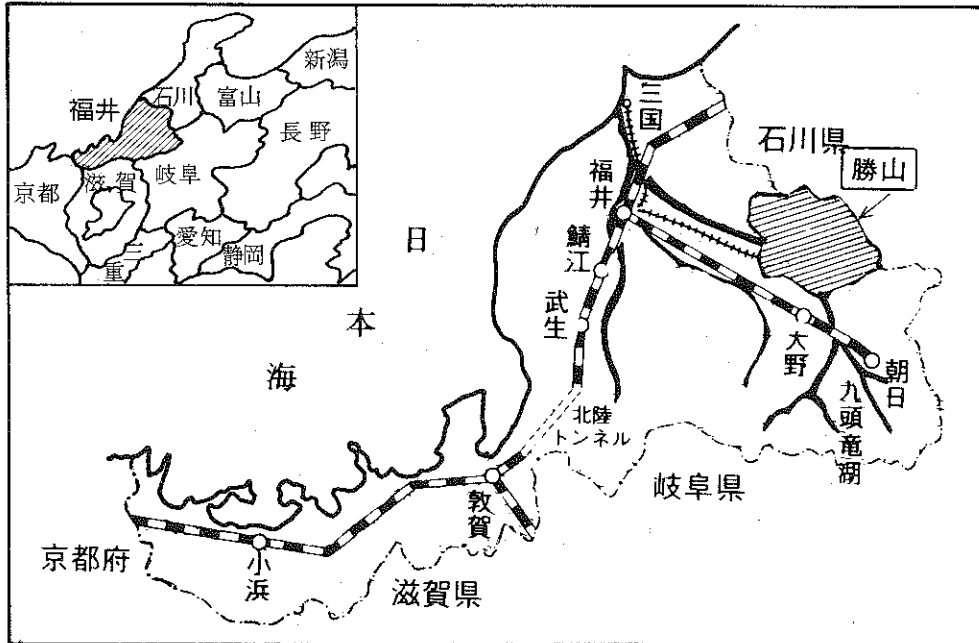 新潟
石川
富山
福井
長野
京都
滋賀
岐阜
愛知
三重
静岡
日本海
三国
石川県
勝山
福井
鯖江
武生
大野
朝日
九頭竜湖
北陸
トンネル
岐阜県
敦賀
京都府
小浜
滋賀県